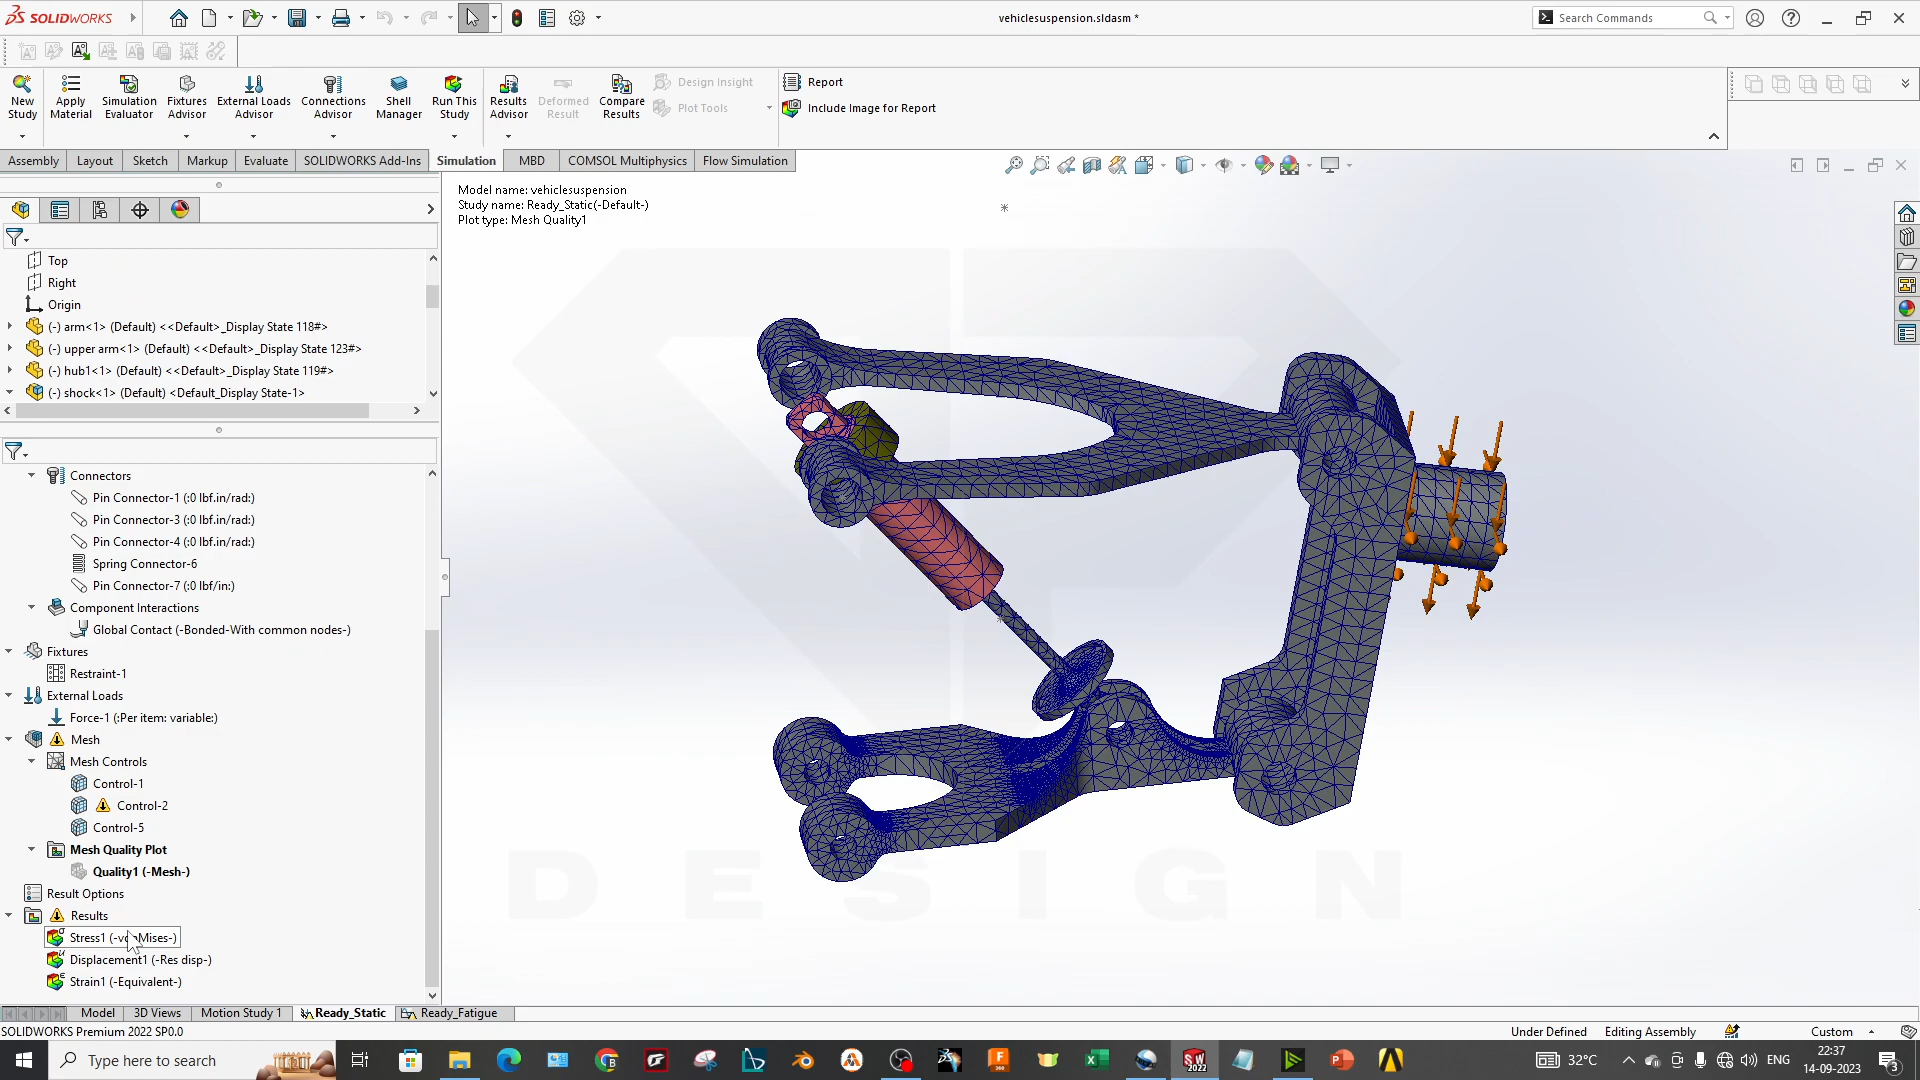 SOLIDWORKS
vehiclesuspension.sldasm *
Search Commands
New Study
Apply Material
Simulation Evaluator
Fixtures Advisor
External Loads Advisor
Connections Advisor
Shell Manager
Run This Study
Results Advisor
Deformed Result
Compare Results
Design Insight
Plot Tools
Report
Include Image for Report
Assembly Layout Sketch Markup Evaluate SOLIDWORKS Add-Ins Simulation MBD COMSOL Multiphysics Flow Simulation
Model name: vehiclesuspension
Study name: Ready_Static(-Default-)
Plot type: Mesh Quality1
Top
Right
Origin
(-) arm<1> (Default) <<Default>_Display State 118#>
(-) upper arm<1> (Default) <<Default>_Display State 123#>
(-) hub1<1> (Default) <<Default>_Display State 119#>
(-) shock<1> (Default) <Default_Display State-1>
Connectors
Pin Connector-1 (:0 lbf.in/rad:)
Pin Connector-3 (:0 lbf.in/rad:)
Pin Connector-4 (:0 lbf.in/rad:)
Spring Connector-6
Pin Connector-7 (:0 lbf/in:)
Component Interactions
Global Contact (-Bonded-With common nodes-)
Fixtures
Restraint-1
External Loads
Force-1 (:Per item: variable:)
Mesh
Mesh Controls
Control-1
Control-2
Control-5
Mesh Quality Plot
Quality1 (-Mesh-)
Result Options
Results
Stress1 (-vonMises-)
Displacement1 (-Res disp-)
Strain1 (-Equivalent-)
DESIGN
Model 3D Views Motion Study 1 Ready_Static Ready_Fatigue
SOLIDWORKS Premium 2022 SP0.0
Under Defined Editing Assembly Custom
Type here to search
32°C
ENG
22:37
14-09-2023
3